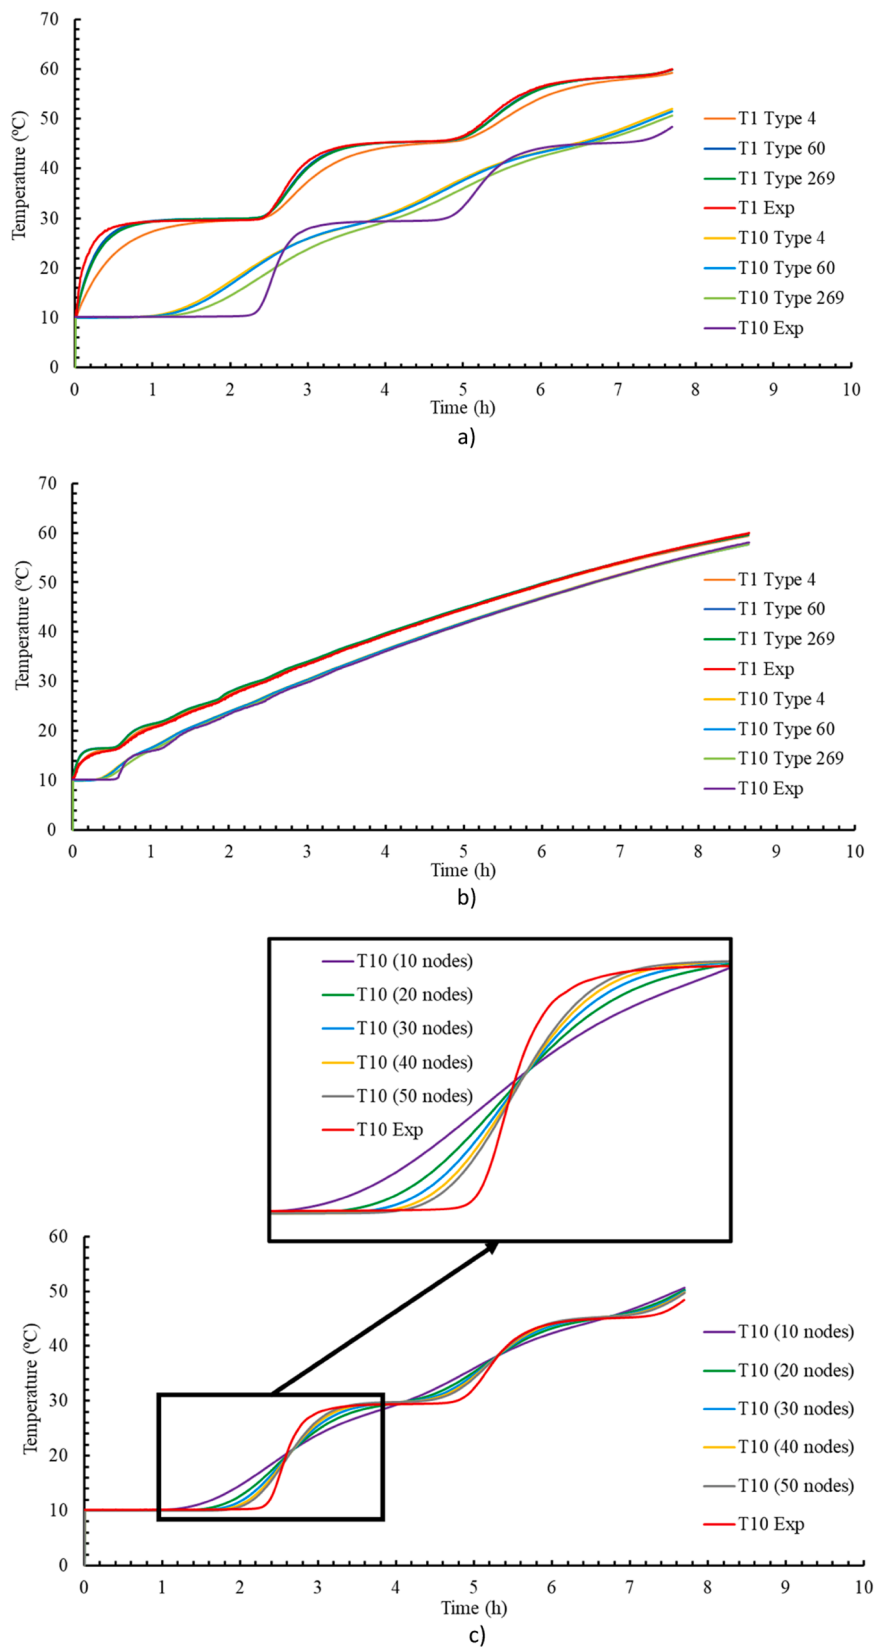 70
60
50
40
30
20
10
0
Temperature (ºC)
T1 Type 4
T1 Type 60
T1 Type 269
T1 Exp
T10 Type 4
T10 Type 60
T10 Type 269
T10 Exp
0 1 2 3 4 5 6 7 8 9 10
Time (h)
a)
70
60
50
40
30
20
10
0
Temperature (ºC)
T1 Type 4
T1 Type 60
T1 Type 269
T1 Exp
T10 Type 4
T10 Type 60
T10 Type 269
T10 Exp
0 1 2 3 4 5 6 7 8 9 10
Time (h)
b)
T10 (10 nodes)
T10 (20 nodes)
T10 (30 nodes)
T10 (40 nodes)
T10 (50 nodes)
T10 Exp
60
50
40
30
20
10
0
Temperature (ºC)
T10 (10 nodes)
T10 (20 nodes)
T10 (30 nodes)
T10 (40 nodes)
T10 (50 nodes)
T10 Exp
0 1 2 3 4 5 6 7 8 9 10
Time (h)
c)